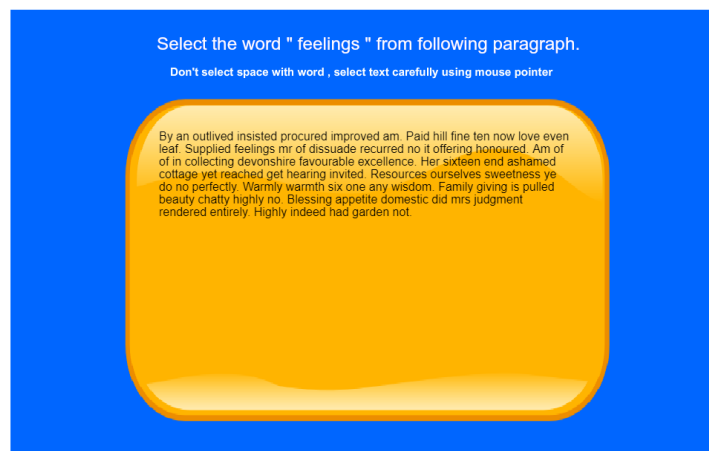 Select the word " feelings " from following paragraph.
Don't select space with word , select text carefully using mouse pointer
By an outlived insisted procured improved am. Paid hill fine ten now love even
leaf. Supplied feelings mr of dissuade recurred no it offering honoured. Am of
of in collecting devonshire favourable excellence. Her sixteen end ashamed
cottage yet reached get hearing invited. Resources ourselves sweetness ye
do no perfectly. Warmly warmth six one any wisdom. Family giving is pulled
beauty chatty highly no. Blessing appetite domestic did mrs judgment
rendered entirely. Highly indeed had garden not.